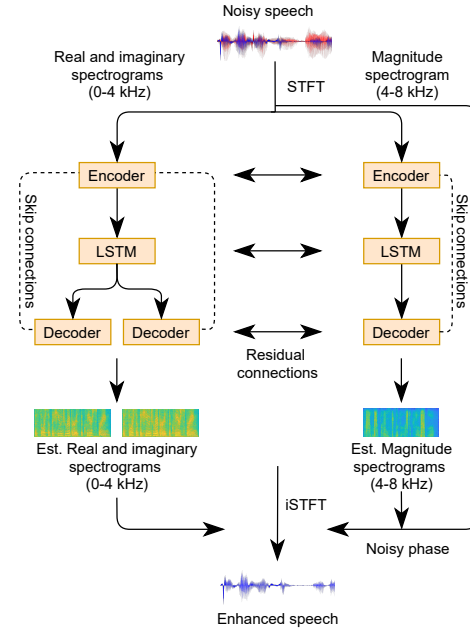 Noisy speech
Real and imaginary
spectrograms
(0-4 kHz)
Magnitude
spectrogram
(4-8 kHz)
STFT
Encoder
Encoder
Skip connections
Skip connections
LSTM
LSTM
Decoder
Decoder
Decoder
Residual
connections
Est. Real and imaginary
spectrograms
(0-4 kHz)
Est. Magnitude
spectrograms
(4-8 kHz)
iSTFT
Noisy phase
Enhanced speech